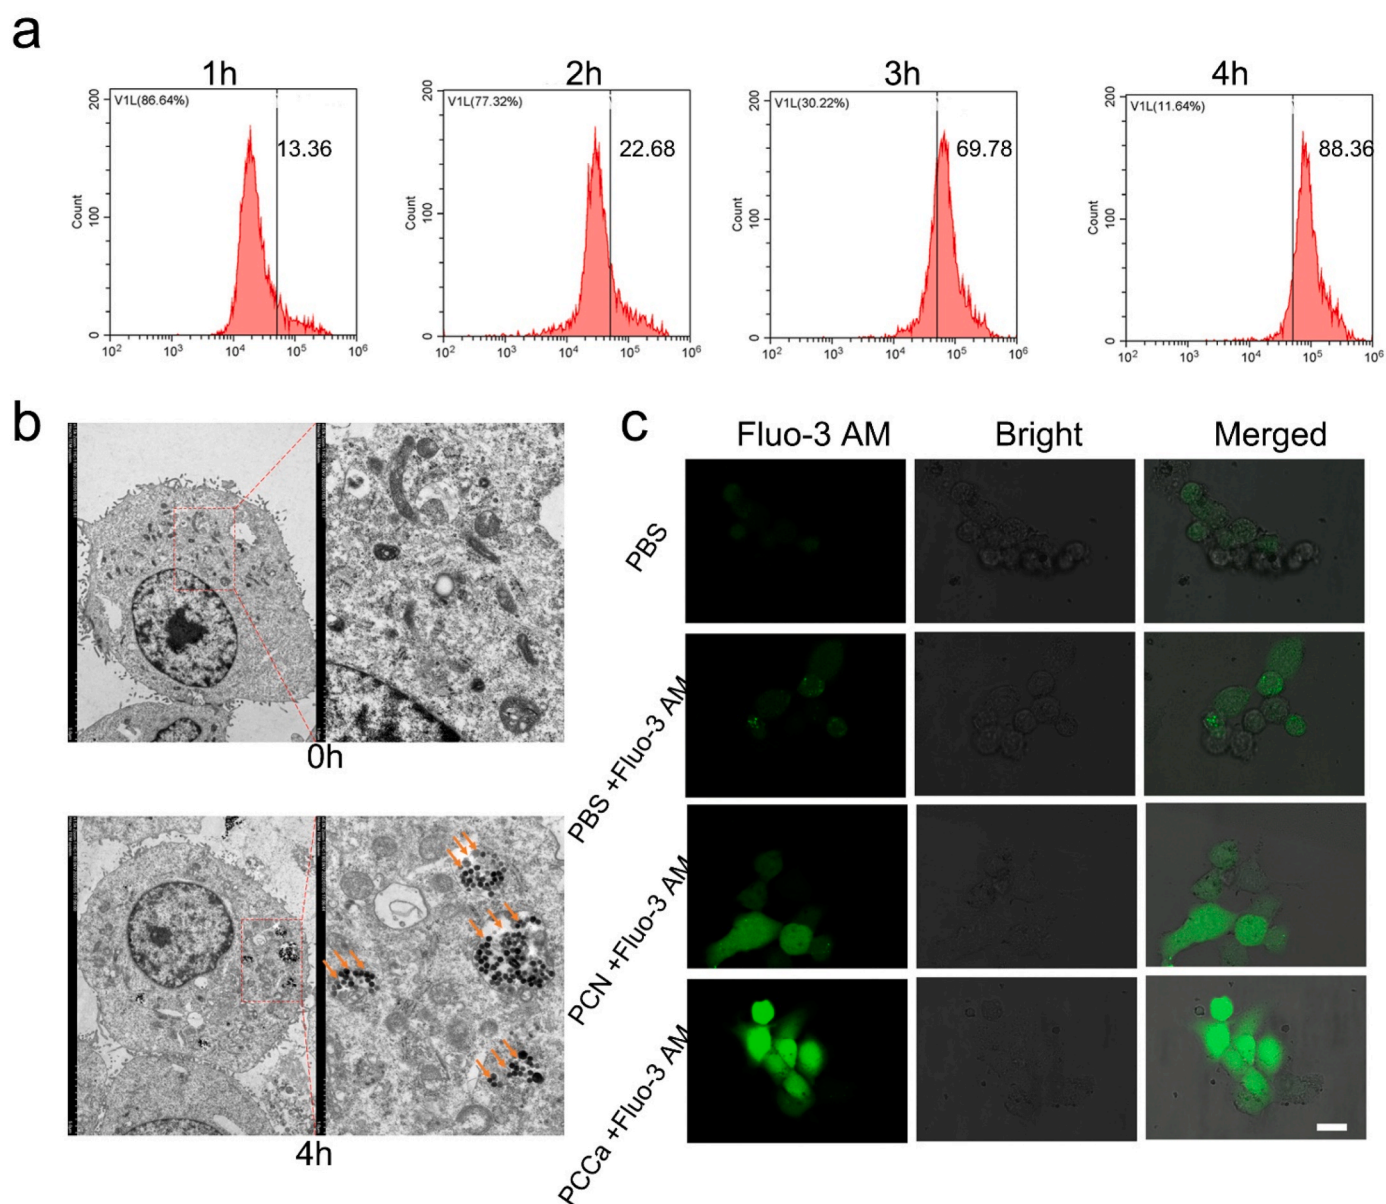 a
1h
2h
3h
4h
V1L(86.64%)
13.36
200
100
0
Count
10² 10³ 10⁴ 10⁵ 10⁶
V1L(77.32%)
22.68
200
100
0
Count
10² 10³ 10⁴ 10⁵ 10⁶
V1L(30.22%)
69.78
200
100
0
Count
10² 10³ 10⁴ 10⁵ 10⁶
V1L(11.64%)
88.36
200
100
0
Count
10² 10³ 10⁴ 10⁵ 10⁶
b
0h
4h
c
Fluo-3 AM
Bright
Merged
PBS
PBS +Fluo-3 AM
PCN +Fluo-3 AM
PCCa +Fluo-3 AM